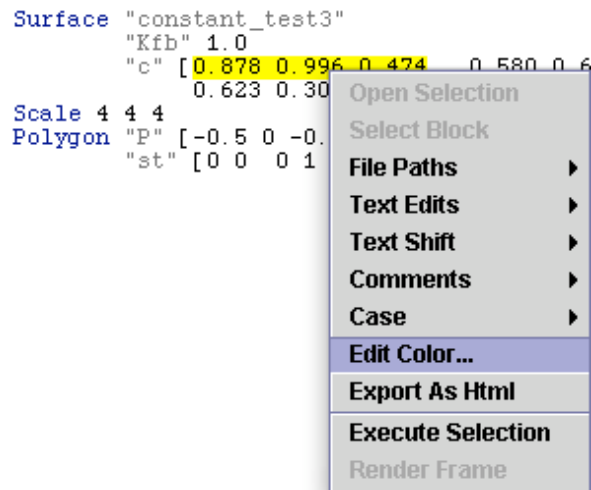 Surface "constant_test3"
"Kfb" 1.0
"c" [0.878 0.996 0.474 0.580 0.6
0.623 0.30
Scale 4 4 4
Polygon "P" [-0.5 0 -0.
"st" [0 0 0 1
Open Selection
Select Block
File Paths
Text Edits
Text Shift
Comments
Case
Edit Color...
Export As Html
Execute Selection
Render Frame